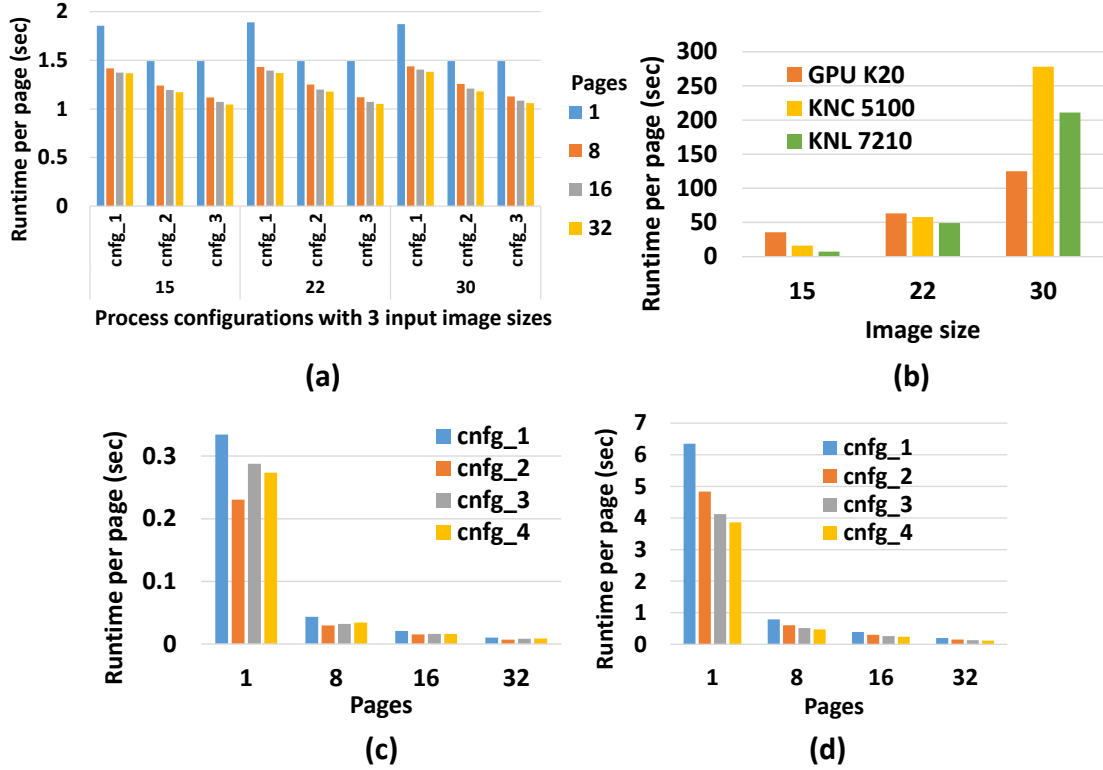 Runtime per page (sec)
2
1.5
1
0.5
0
cnfg_1
cnfg_2
cnfg_3
cnfg_1
cnfg_2
cnfg_3
cnfg_1
cnfg_2
cnfg_3
15 22 30
Process configurations with 3 input image sizes
Pages
1
8
16
32
(a)
Runtime per page (sec)
300
250
200
150
100
50
0
GPU K20
KNC 5100
KNL 7210
15 22 30
Image size
(b)
Runtime per page (sec)
0.3
0.2
0.1
0
cnfg_1
cnfg_2
cnfg_3
cnfg_4
1 8 16 32
Pages
(c)
Runtime per page (sec)
7
6
5
4
3
2
1
0
cnfg_1
cnfg_2
cnfg_3
cnfg_4
1 8 16 32
Pages
(d)